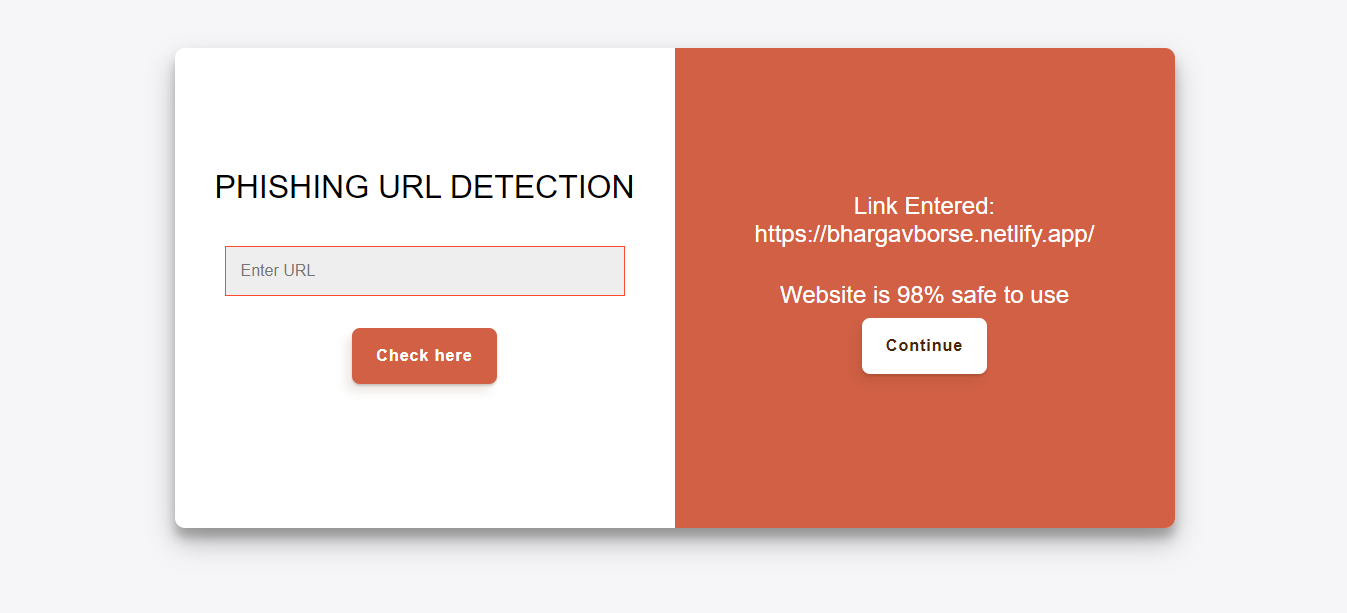 PHISHING URL DETECTION
Enter URL
Check here
Link Entered:
https://bhargavborse.netlify.app/
Website is 98% safe to use
Continue